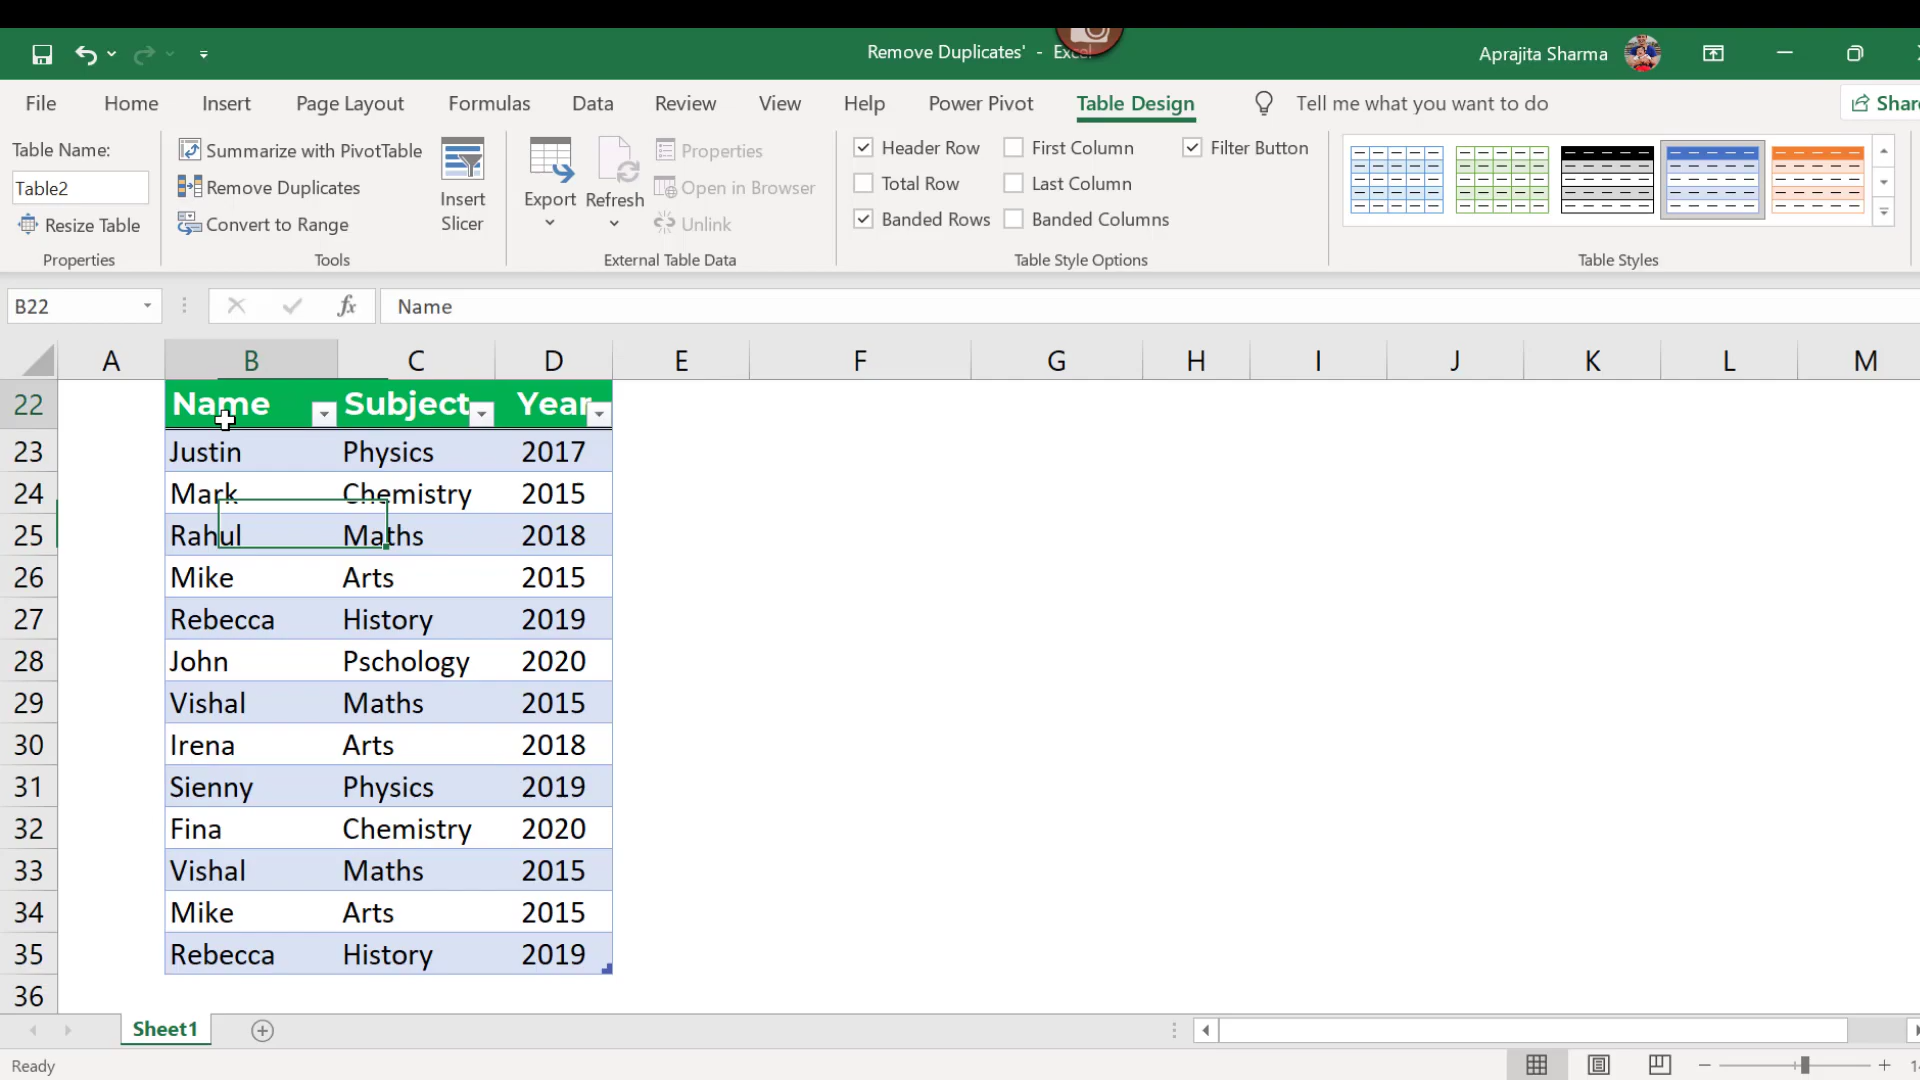 Remove Duplicates' - Excel
Aprajita Sharma
File Home Insert Page Layout Formulas Data Review View Help Power Pivot Table Design Tell me what you want to do
Table Name:
Table2
Resize Table
Properties
Summarize with PivotTable
Remove Duplicates
Convert to Range
Tools
Insert
Slicer
Export
Refresh
Properties
Open in Browser
Unlink
External Table Data
Header Row
Total Row
Banded Rows
First Column
Last Column
Banded Columns
Filter Button
Table Style Options
Table Styles
B22 fx Name
A B C D E F G H I J K L M
22 Name Subject Year
23 Justin Physics 2017
24 Mark Chemistry 2015
25 Rahul Maths 2018
26 Mike Arts 2015
27 Rebecca History 2019
28 John Pschology 2020
29 Vishal Maths 2015
30 Irena Arts 2018
31 Sienny Physics 2019
32 Fina Chemistry 2020
33 Vishal Maths 2015
34 Mike Arts 2015
35 Rebecca History 2019
36
Sheet1
Ready